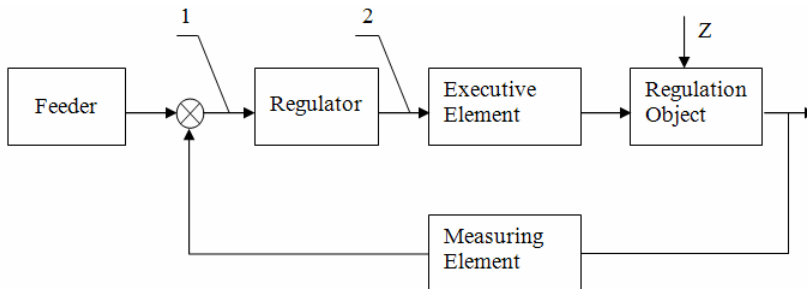 1
2
Z
Feeder
Regulator
Executive
Element
Regulation
Object
Measuring
Element